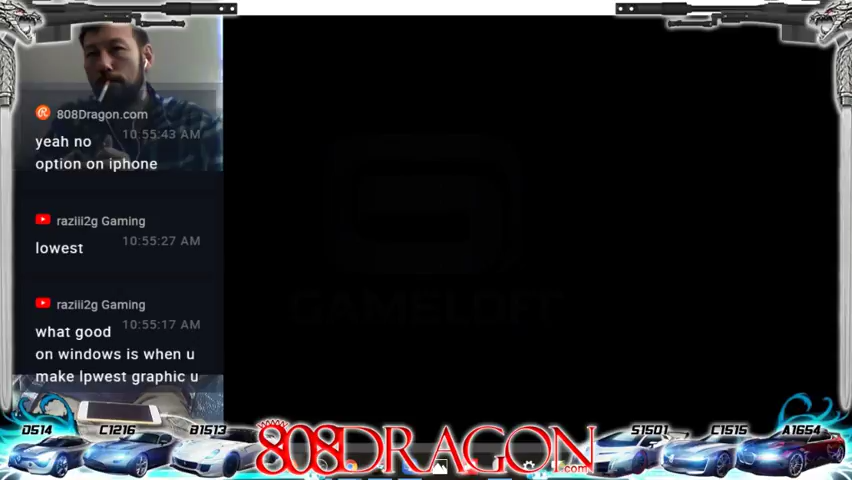 808Dragon.com
10:55:43 AM
yeah no
option on iphone
raziii2g Gaming
10:55:27 AM
lowest
raziii2g Gaming
10:55:17 AM
what good
on windows is when u
make lpwest graphic u
GAMELOFT
D514
C1216
B1513
808DRAGON
.com
S1501
C1515
A1654